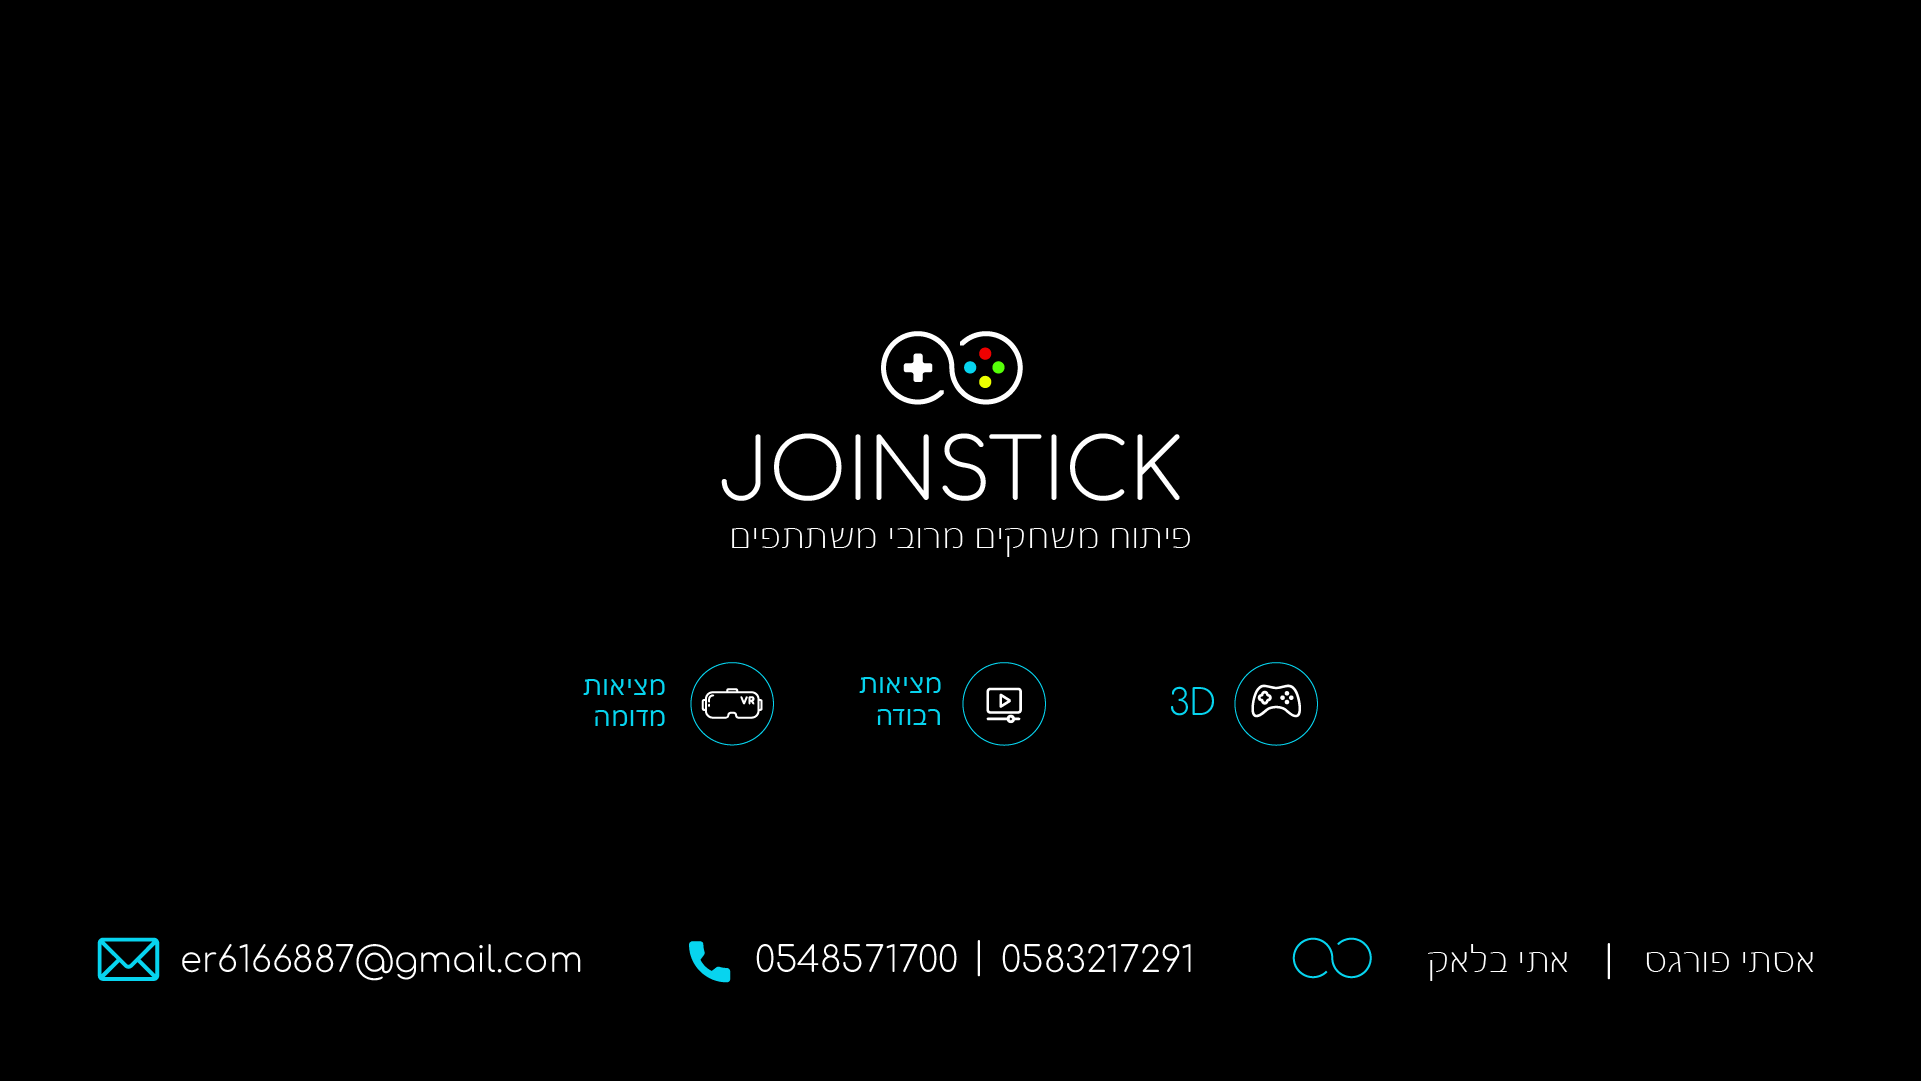 JOINSTICK
פיתוח משחקים מרובי משתתפים
3D
מציאות
רבודה
מציאות
מדומה
VR
אסתי פורגס | אתי בלאק
0548571700 | 0583217291
er6166887@gmail.com